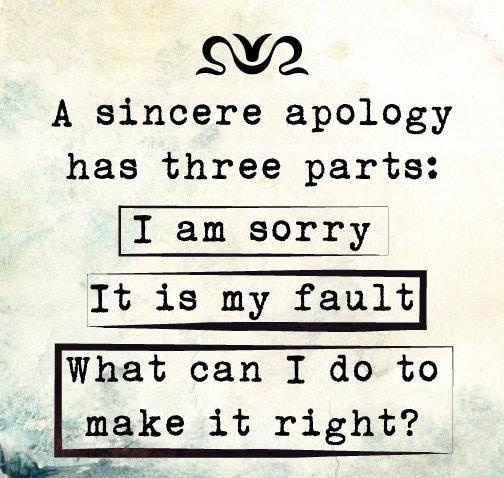 A sincere apology
has three parts:
I am sorry
It is my fault
What can I do to
make it right?